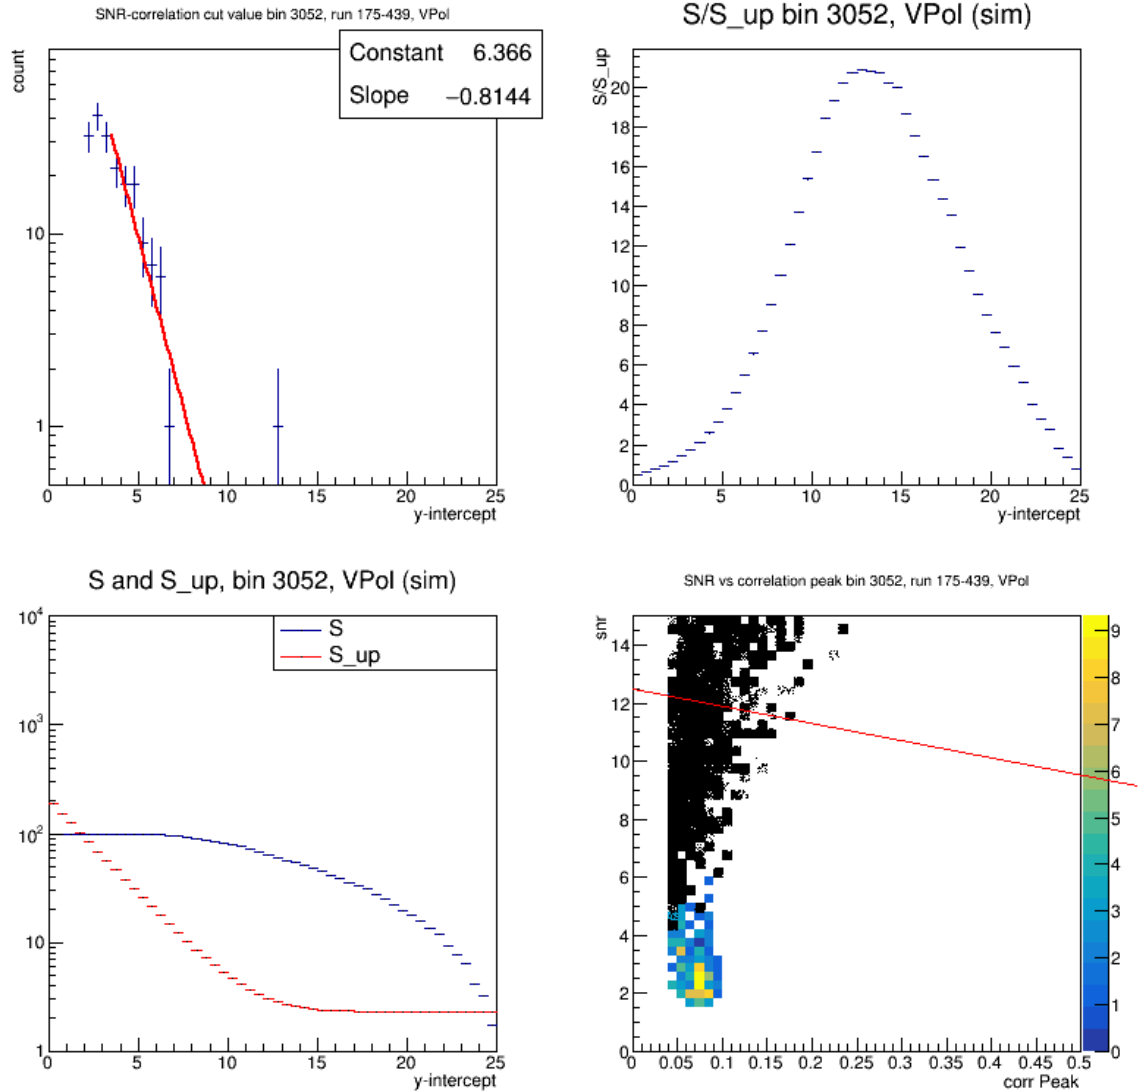 SNR-correlation cut value bin 3052, run 175-439, VPol
count
Constant 6.366
Slope −0.8144
10
1
0 5 10 15 20 25
y-intercept
S/S_up bin 3052, VPol (sim)
S/S_up
20
18
16
14
12
10
8
6
4
2
0
0 5 10 15 20 25
y-intercept
S and S_up, bin 3052, VPol (sim)
S
S_up
10^4
10^3
10^2
10
1
0 5 10 15 20 25
y-intercept
SNR vs correlation peak bin 3052, run 175-439, VPol
snr
14
12
10
8
6
4
2
0
0 0.05 0.1 0.15 0.2 0.25 0.3 0.35 0.4 0.45 0.5
corr Peak
9
8
7
6
5
4
3
2
1
0